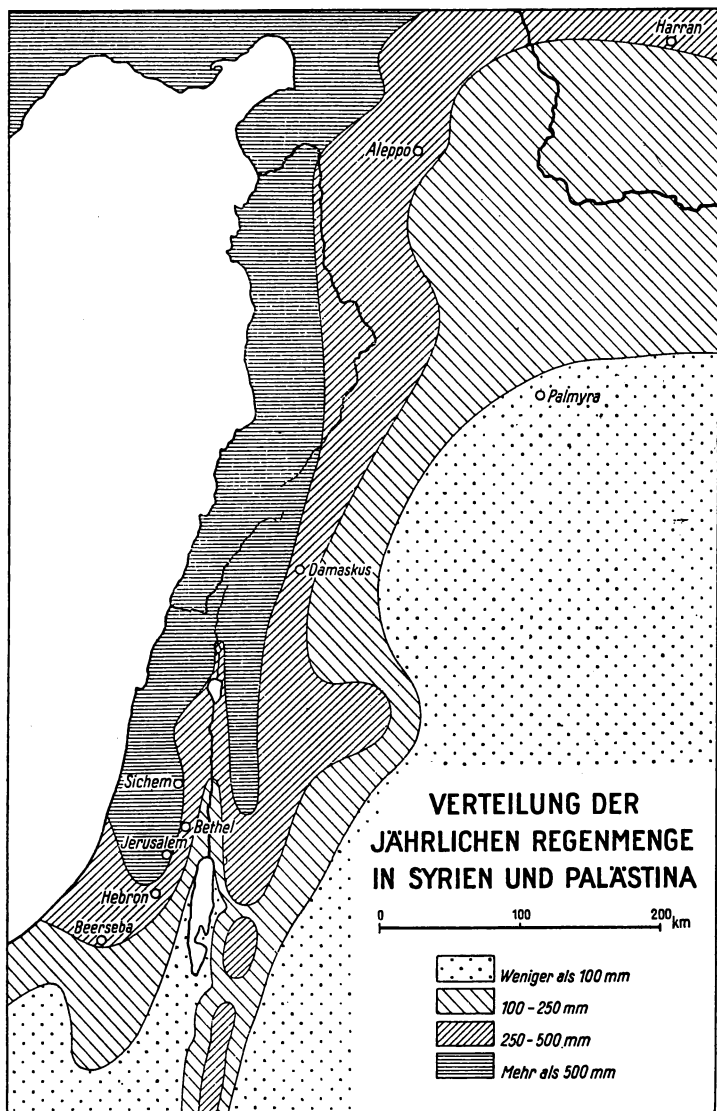 Harran
Aleppo
Palmyra
Damaskus
Sichem
Bethel
Jerusalem
Hebron
Beerseba
VERTEILUNG DER
JÄHRLICHEN REGENMENGE
IN SYRIEN UND PALÄSTINA
0 100 200 km
Weniger als 100 mm
100 - 250 mm
250 - 500 mm
Mehr als 500 mm